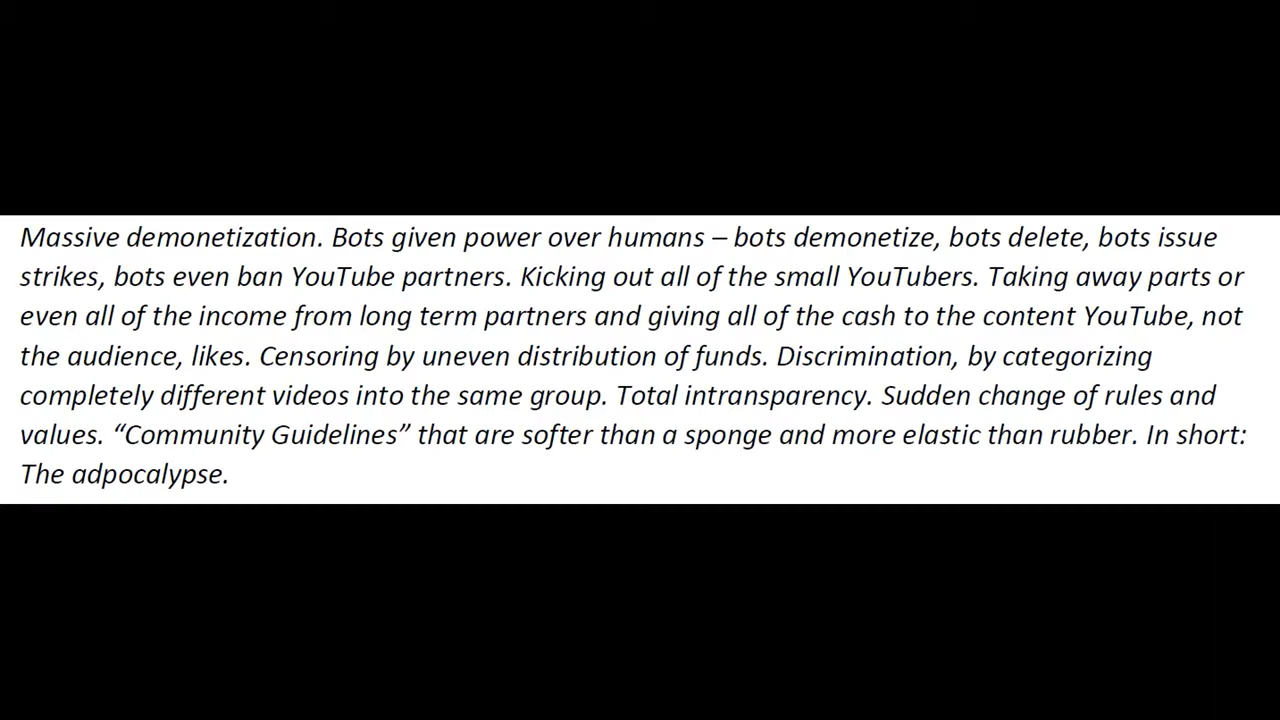 Massive demonetization. Bots given power over humans – bots demonetize, bots delete, bots issue
strikes, bots even ban YouTube partners. Kicking out all of the small YouTubers. Taking away parts or
even all of the income from long term partners and giving all of the cash to the content YouTube, not
the audience, likes. Censoring by uneven distribution of funds. Discrimination, by categorizing
completely different videos into the same group. Total intransparency. Sudden change of rules and
values. “Community Guidelines” that are softer than a sponge and more elastic than rubber. In short:
The adpocalypse.